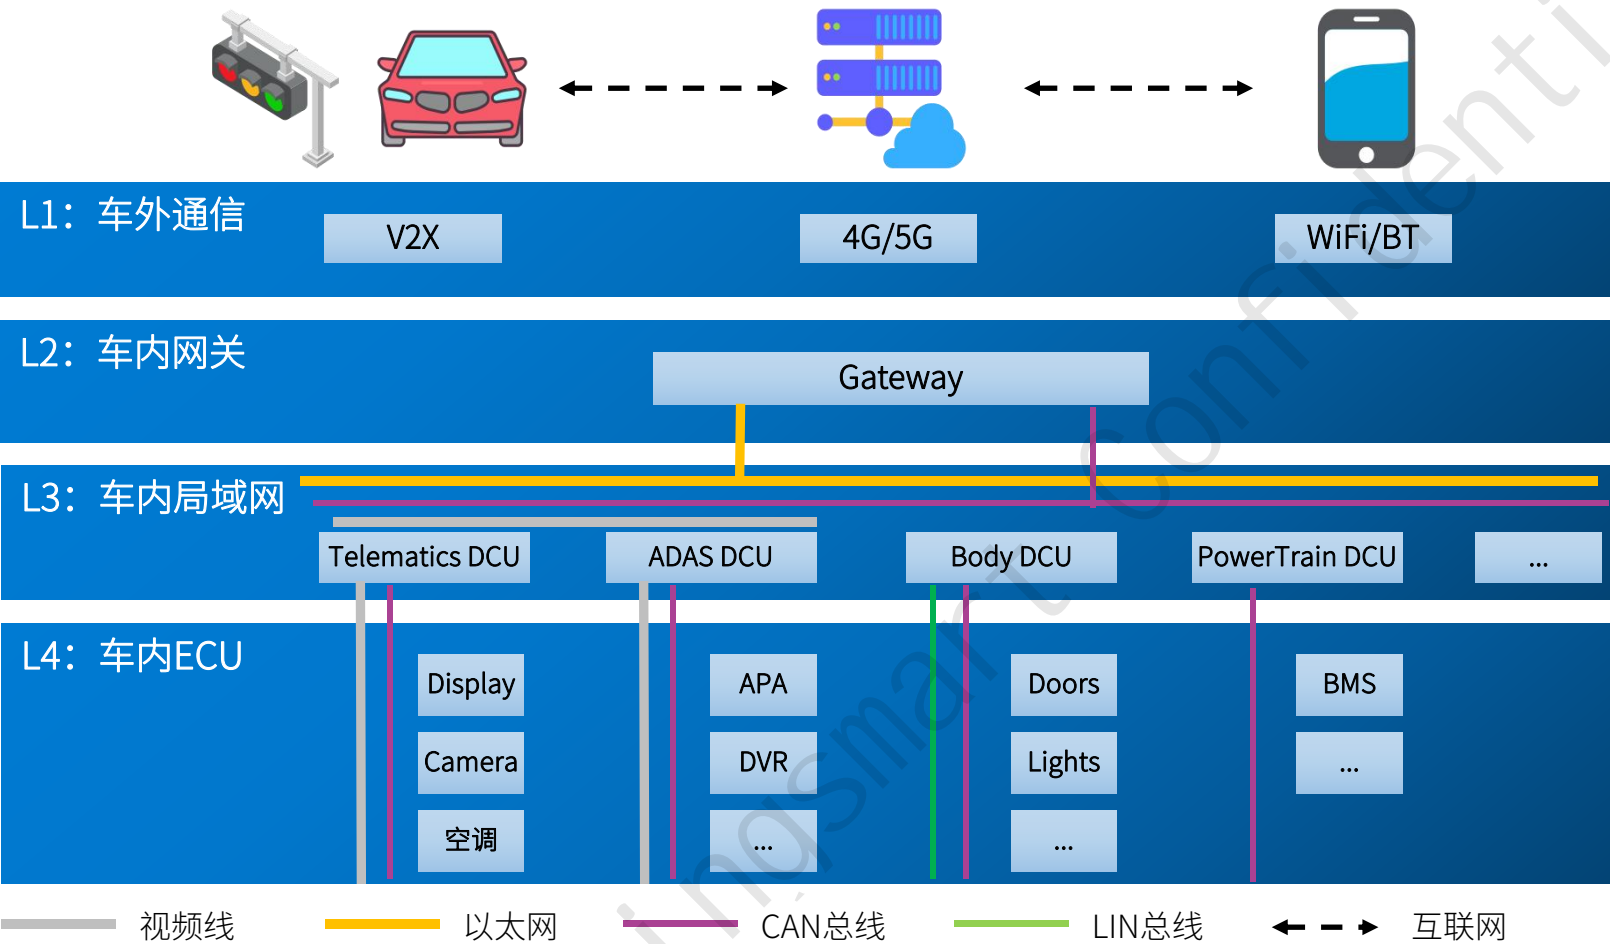 L1：车外通信
V2X
4G/5G
WiFi/BT
L2：车内网关
Gateway
L3：车内局域网
Telematics DCU
ADAS DCU
Body DCU
PowerTrain DCU
...
L4：车内ECU
Display
APA
Doors
BMS
Camera
DVR
Lights
...
空调
...
...
视频线
以太网
CAN总线
LIN总线
互联网
ingsmart Confidenti